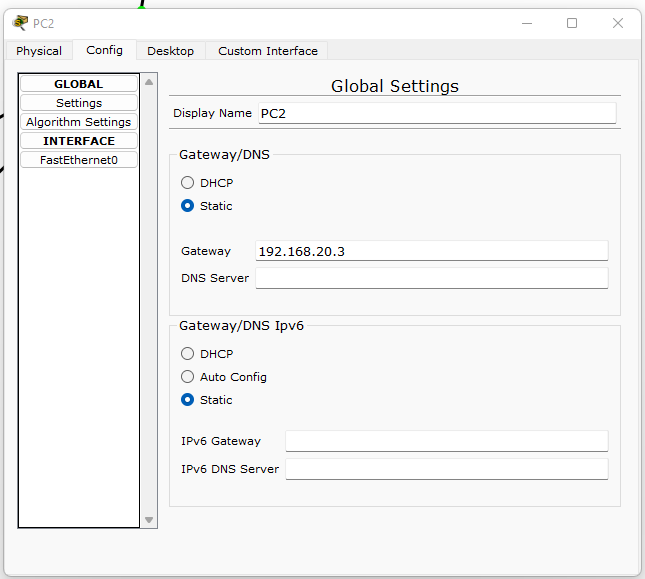 PC2
Physical Config Desktop Custom Interface
GLOBAL
Settings
Algorithm Settings
INTERFACE
FastEthernet0
Global Settings
Display Name PC2
Gateway/DNS
DHCP
Static
Gateway 192.168.20.3
DNS Server
Gateway/DNS Ipv6
DHCP
Auto Config
Static
IPv6 Gateway
IPv6 DNS Server